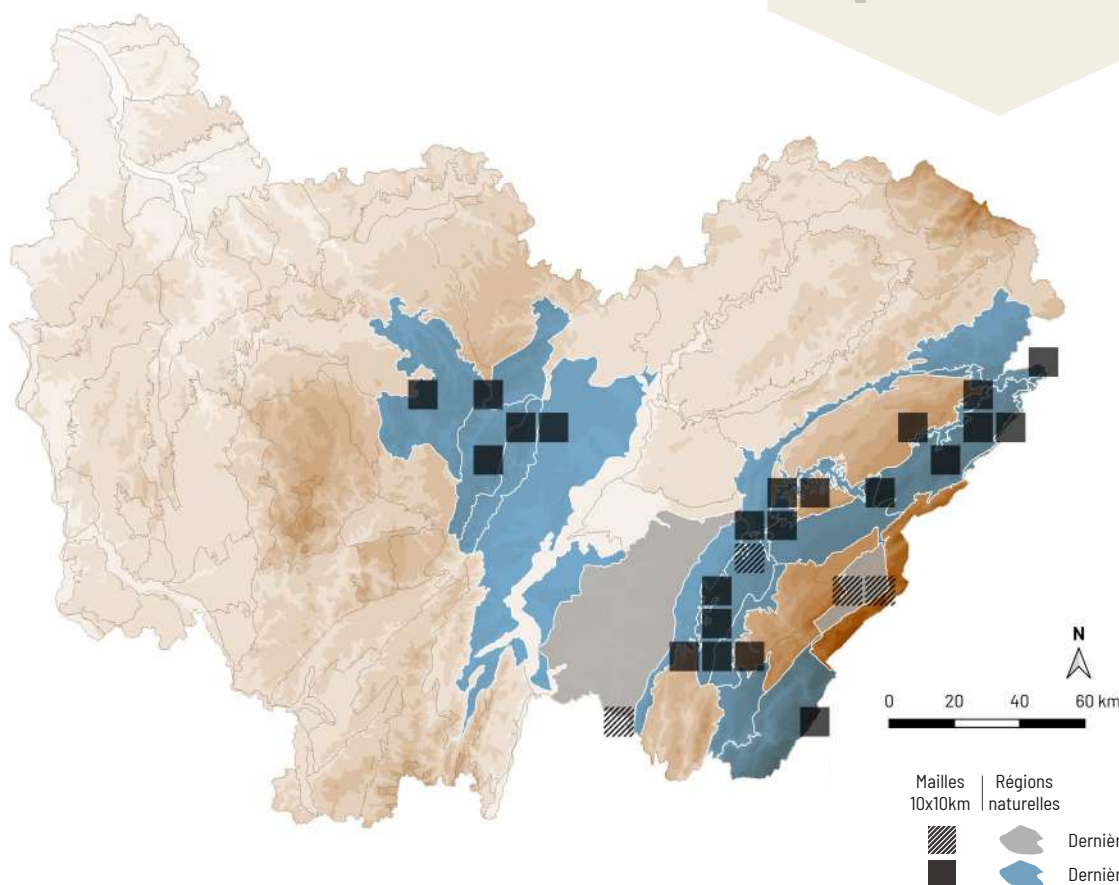 N
0 20 40 60 km
Mailles | Régions
10x10km | naturelles
Dernièr
Dernièr